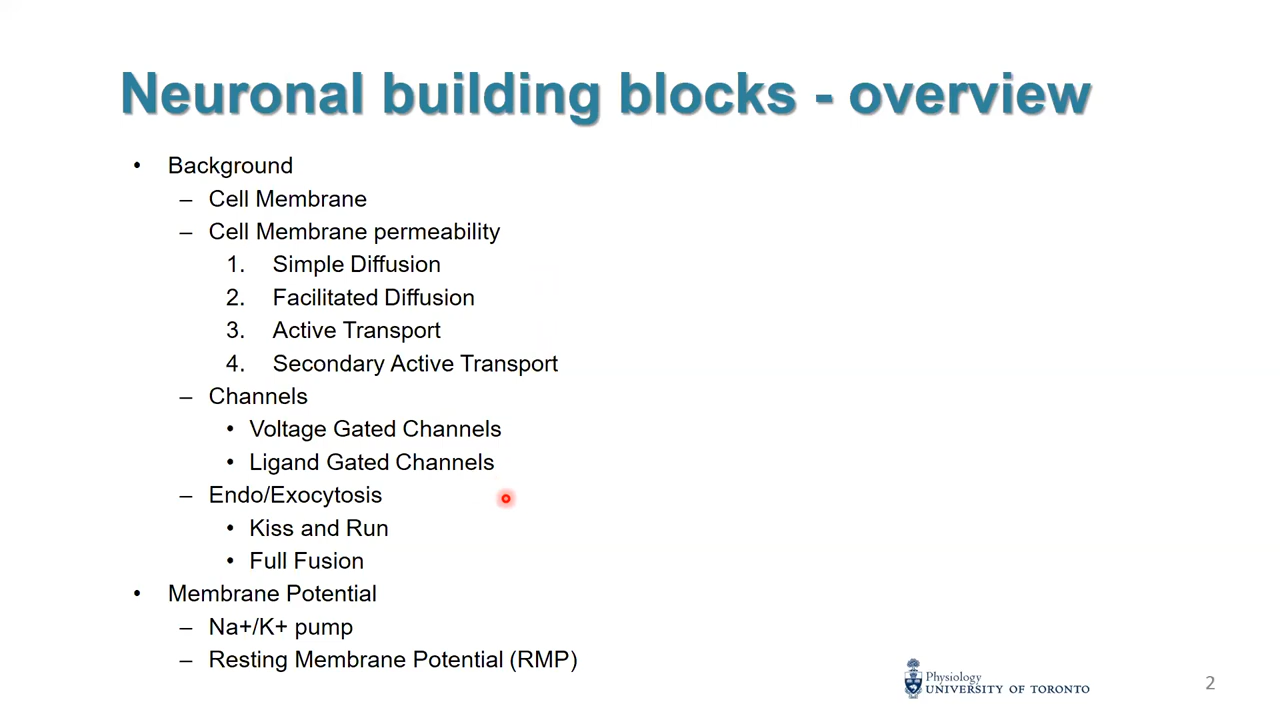 Neuronal building blocks - overview
• Background
– Cell Membrane
– Cell Membrane permeability
1. Simple Diffusion
2. Facilitated Diffusion
3. Active Transport
4. Secondary Active Transport
– Channels
• Voltage Gated Channels
• Ligand Gated Channels
– Endo/Exocytosis
• Kiss and Run
• Full Fusion
• Membrane Potential
– Na+/K+ pump
– Resting Membrane Potential (RMP)
Physiology
UNIVERSITY OF TORONTO
2